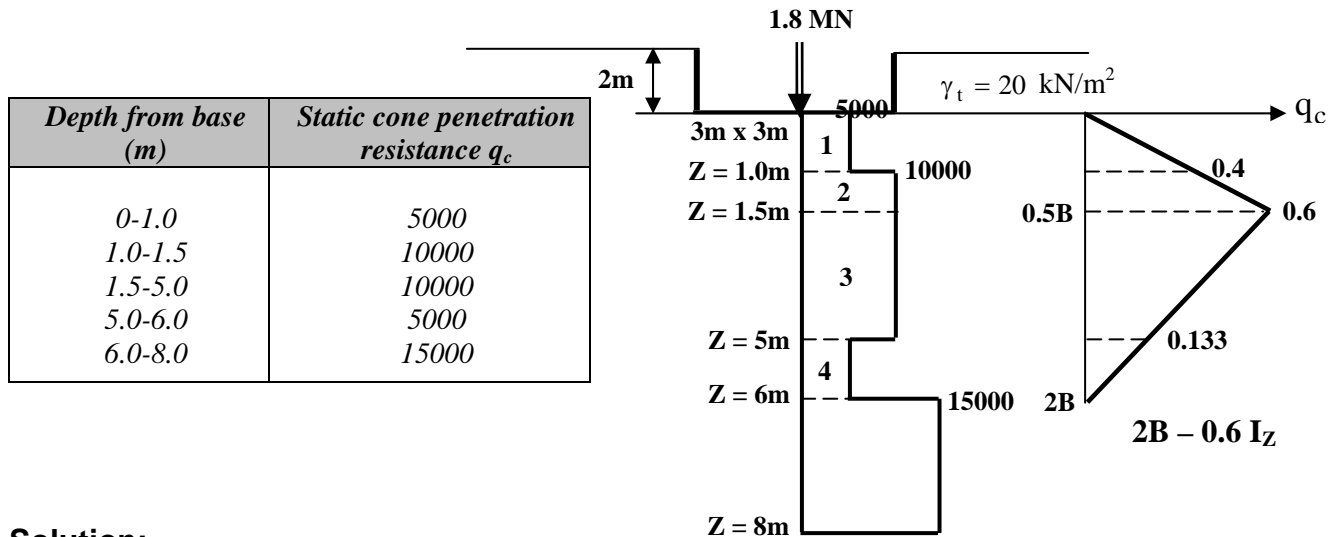 1.8 MN
2m
γt = 20 kN/m²
5000
qc
3m x 3m
1
Z = 1.0m
10000
0.4
2
Z = 1.5m
0.5B
0.6
3
Z = 5m
0.133
4
Z = 6m
15000
2B
2B – 0.6 IZ
Z = 8m
Depth from base (m) Static cone penetration resistance qc
0-1.0 5000
1.0-1.5 10000
1.5-5.0 10000
5.0-6.0 5000
6.0-8.0 15000
Solution: